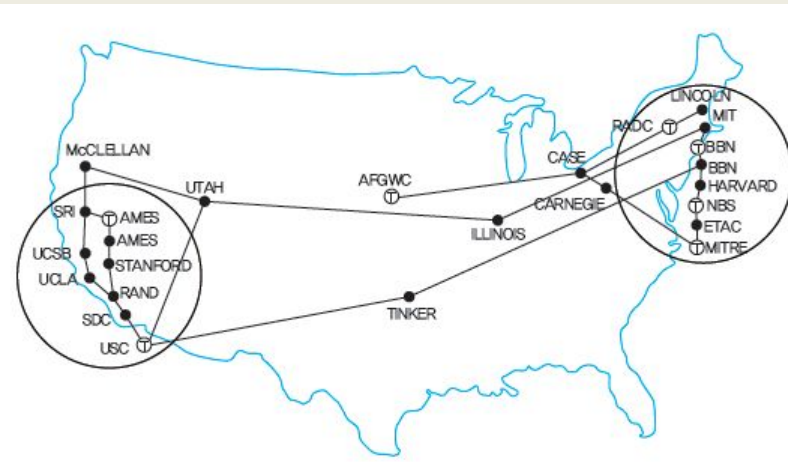 LINCOLN
MIT
RADC T
T BBN
McCLELLAN
CASE
BBN
AFGWC
T
UTAH
HARVARD
CARNEGIE
T NBS
SRI
T AMES
ILLINOIS
ETAC
AMES
T MITRE
UCSB
STANFORD
UCLA
RAND
SDC
TINKER
USC T